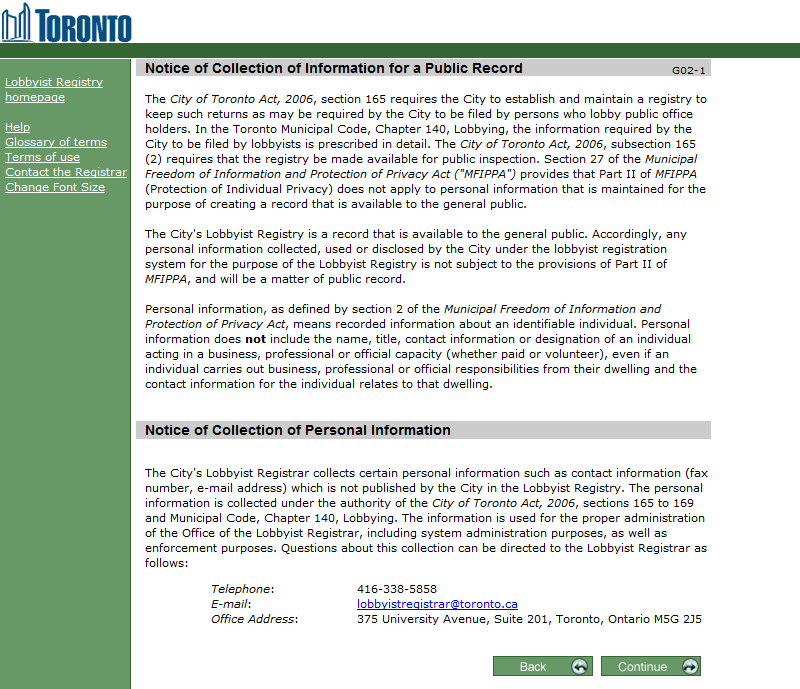 TORONTO
Lobbyist Registry
homepage
Help
Glossary of terms
Terms of use
Contact the Registrar
Change Font Size
Notice of Collection of Information for a Public Record
G02-1
The City of Toronto Act, 2006, section 165 requires the City to establish and maintain a registry to
keep such returns as may be required by the City to be filed by persons who lobby public office
holders. In the Toronto Municipal Code, Chapter 140, Lobbying, the information required by the
City to be filed by lobbyists is prescribed in detail. The City of Toronto Act, 2006, subsection 165
(2) requires that the registry be made available for public inspection. Section 27 of the Municipal
Freedom of Information and Protection of Privacy Act ("MFIPPA") provides that Part II of MFIPPA
(Protection of Individual Privacy) does not apply to personal information that is maintained for the
purpose of creating a record that is available to the general public.
The City's Lobbyist Registry is a record that is available to the general public. Accordingly, any
personal information collected, used or disclosed by the City under the lobbyist registration
system for the purpose of the Lobbyist Registry is not subject to the provisions of Part II of
MFIPPA, and will be a matter of public record.
Personal information, as defined by section 2 of the Municipal Freedom of Information and
Protection of Privacy Act, means recorded information about an identifiable individual. Personal
information does not include the name, title, contact information or designation of an individual
acting in a business, professional or official capacity (whether paid or volunteer), even if an
individual carries out business, professional or official responsibilities from their dwelling and the
contact information for the individual relates to that dwelling.
Notice of Collection of Personal Information
The City's Lobbyist Registrar collects certain personal information such as contact information (fax
number, e-mail address) which is not published by the City in the Lobbyist Registry. The personal
information is collected under the authority of the City of Toronto Act, 2006, sections 165 to 169
and Municipal Code, Chapter 140, Lobbying. The information is used for the proper administration
of the Office of the Lobbyist Registrar, including system administration purposes, as well as
enforcement purposes. Questions about this collection can be directed to the Lobbyist Registrar as
follows:
Telephone: 416-338-5858
E-mail: lobbyistregistrar@toronto.ca
Office Address: 375 University Avenue, Suite 201, Toronto, Ontario M5G 2J5
Back Continue